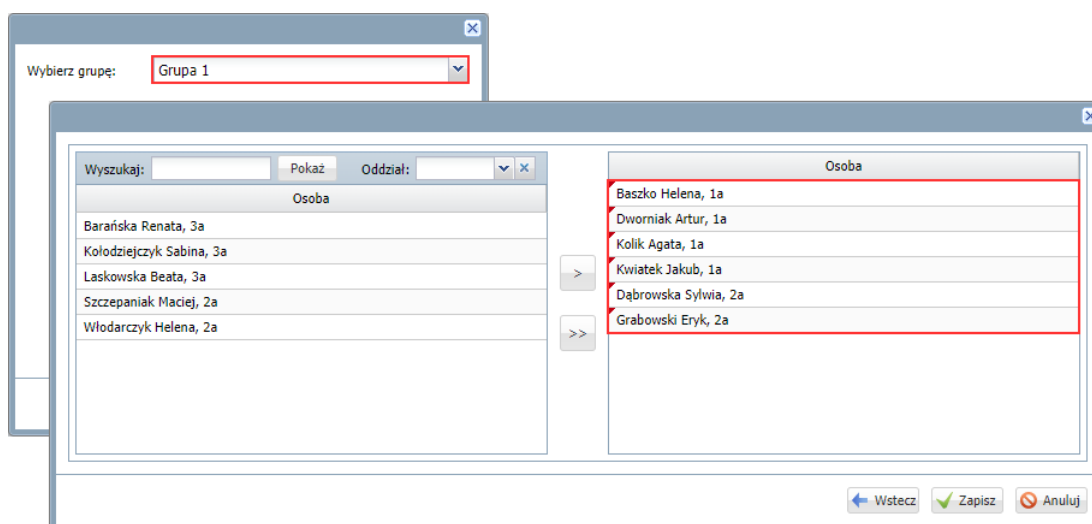 Wybierz grupę: Grupa 1
Wyszukaj: Pokaż Oddział:
Osoba
Barańska Renata, 3a
Kołodziejczyk Sabina, 3a
Laskowska Beata, 3a
Szczepaniak Maciej, 2a
Włodarczyk Helena, 2a
>
>>
Osoba
Baszko Helena, 1a
Dworniak Artur, 1a
Kolik Agata, 1a
Kwiatek Jakub, 1a
Dąbrowska Sylwia, 2a
Grabowski Eryk, 2a
Wstecz Zapisz Anuluj